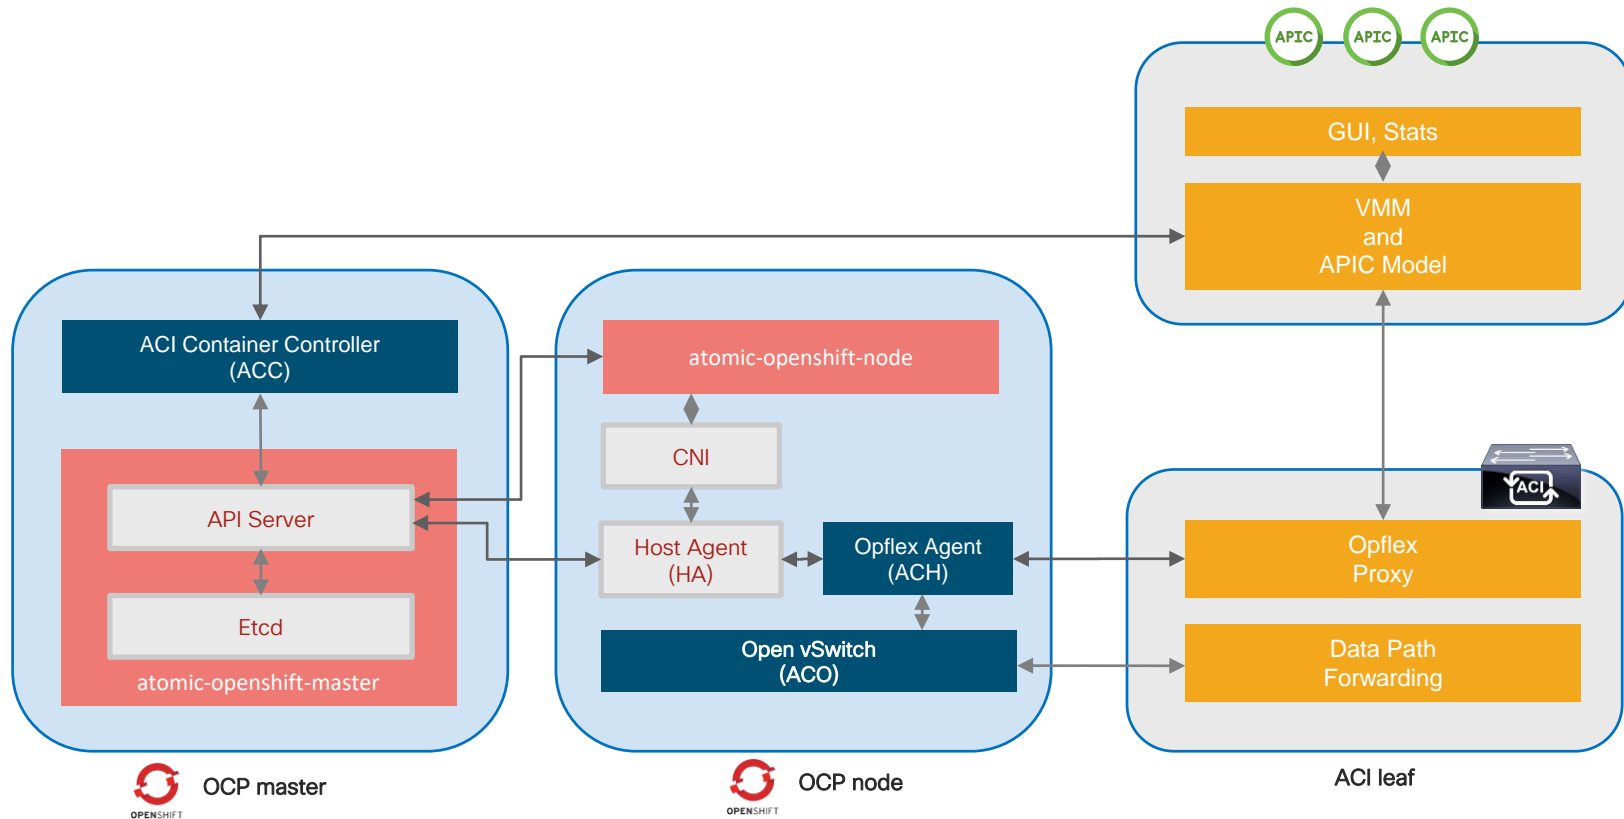 APIC
APIC
APIC
GUI, Stats
VMM
and
APIC Model
ACI Container Controller
(ACC)
API Server
Etcd
atomic-openshift-master
atomic-openshift-node
CNI
Host Agent
(HA)
Opflex Agent
(ACH)
Open vSwitch
(ACO)
ACI
Opflex
Proxy
Data Path
Forwarding
OPENSHIFT
OCP master
OPENSHIFT
OCP node
ACI leaf